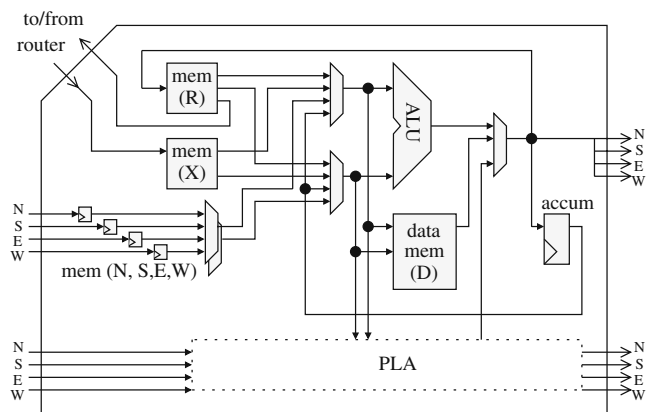 to/from
router
mem
(R)
mem
(X)
ALU
N
S
E
W
N
S
E
W
mem (N, S,E,W)
data
mem
(D)
accum
N
S
E
W
PLA
N
S
E
W